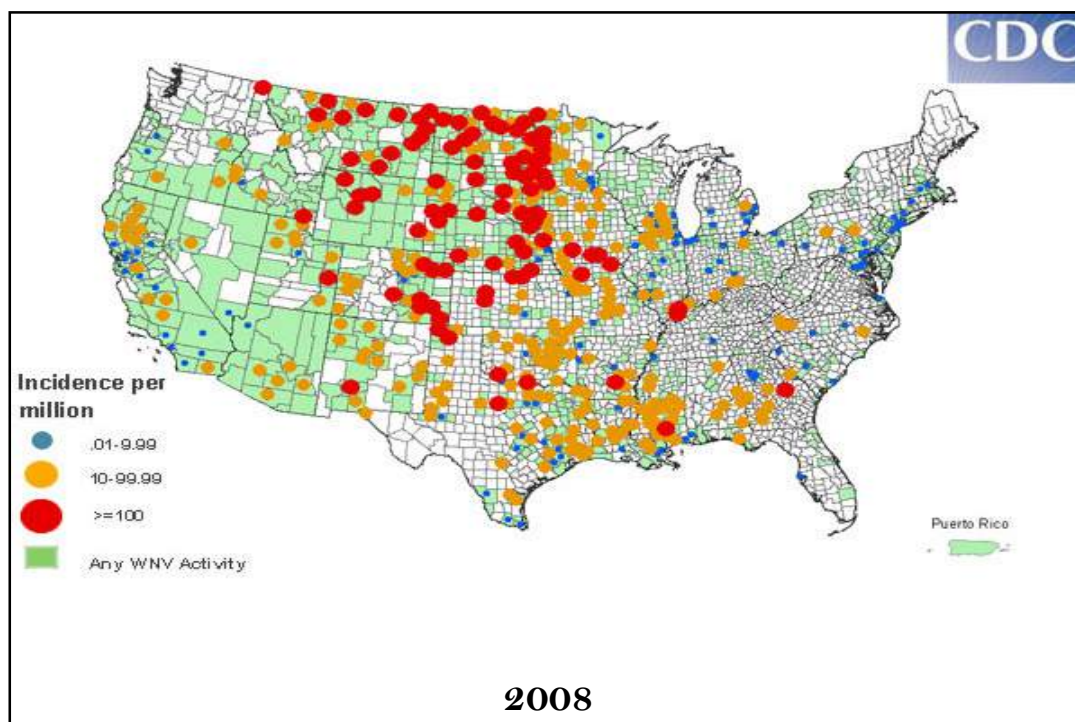 CDC
Incidence per
million
.01-9.99
10-99.99
>=100
Any WNV Activity
Puerto Rico
2008